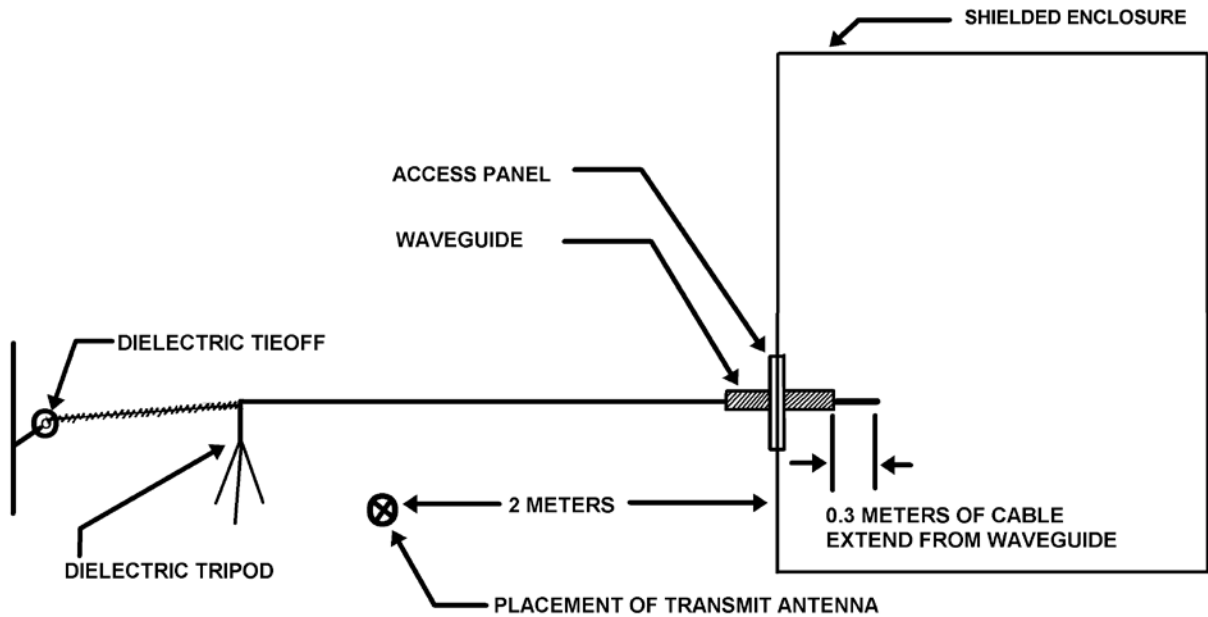 SHIELDED ENCLOSURE
ACCESS PANEL
WAVEGUIDE
DIELECTRIC TIEOFF
2 METERS
0.3 METERS OF CABLE
EXTEND FROM WAVEGUIDE
DIELECTRIC TRIPOD
PLACEMENT OF TRANSMIT ANTENNA